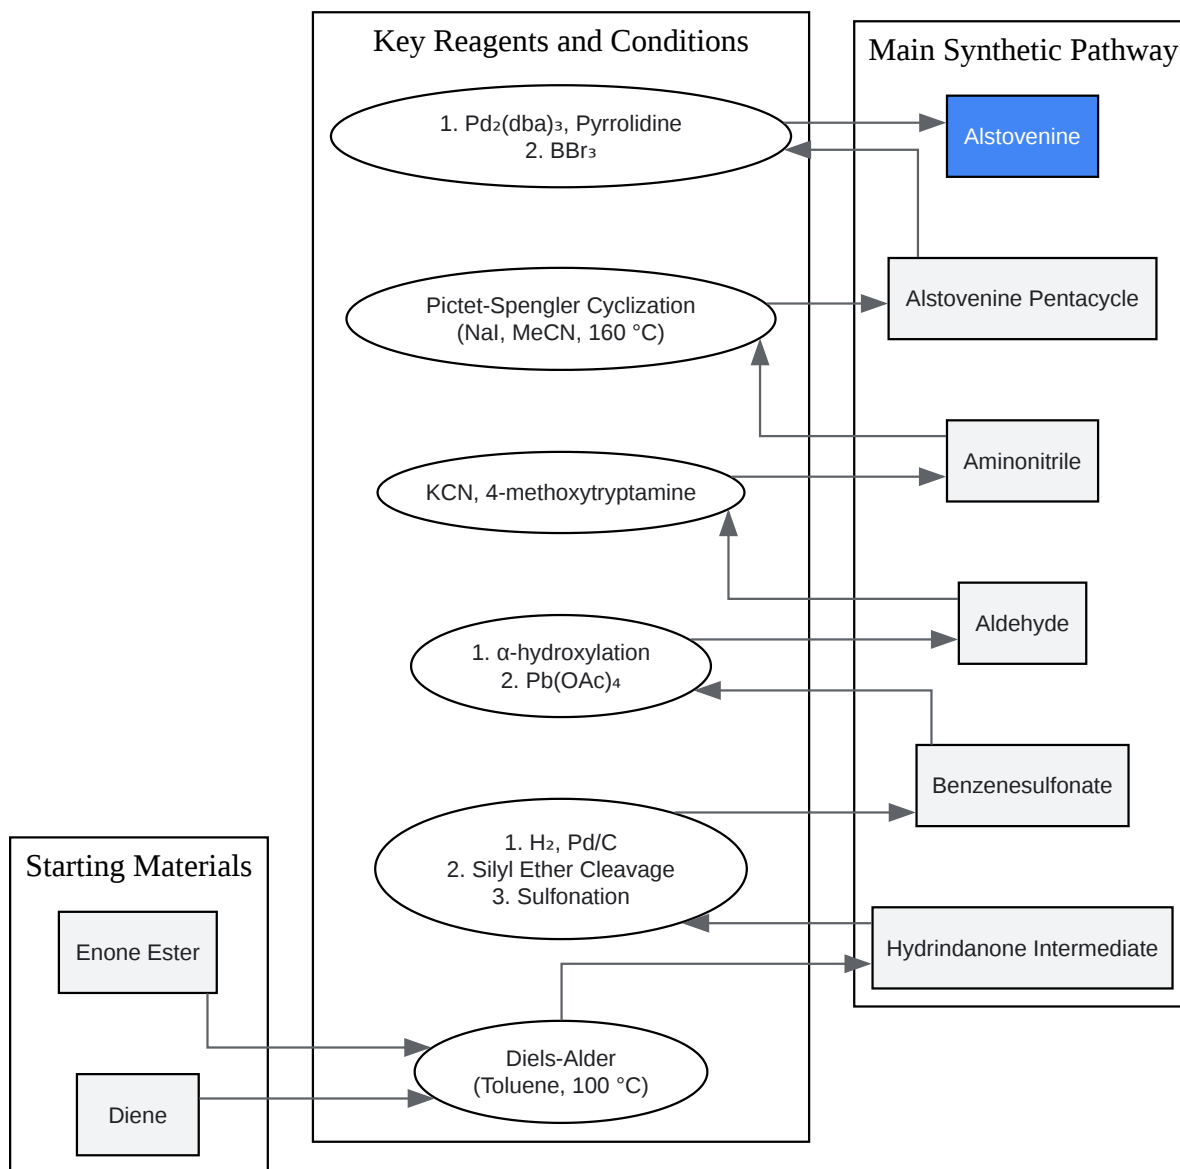 Key Reagents and Conditions
1. Pd₂(dba)₃, Pyrrolidine
2. BBr₃
Pictet-Spengler Cyclization
(NaI, MeCN, 160 °C)
KCN, 4-methoxytryptamine
1. α-hydroxylation
2. Pb(OAc)₄
1. H₂, Pd/C
2. Silyl Ether Cleavage
3. Sulfonation
Diels-Alder
(Toluene, 100 °C)
Main Synthetic Pathway
Alstovenine
Alstovenine Pentacycle
Aminonitrile
Aldehyde
Benzenesulfonate
Hydrindanone Intermediate
Starting Materials
Enone Ester
Diene